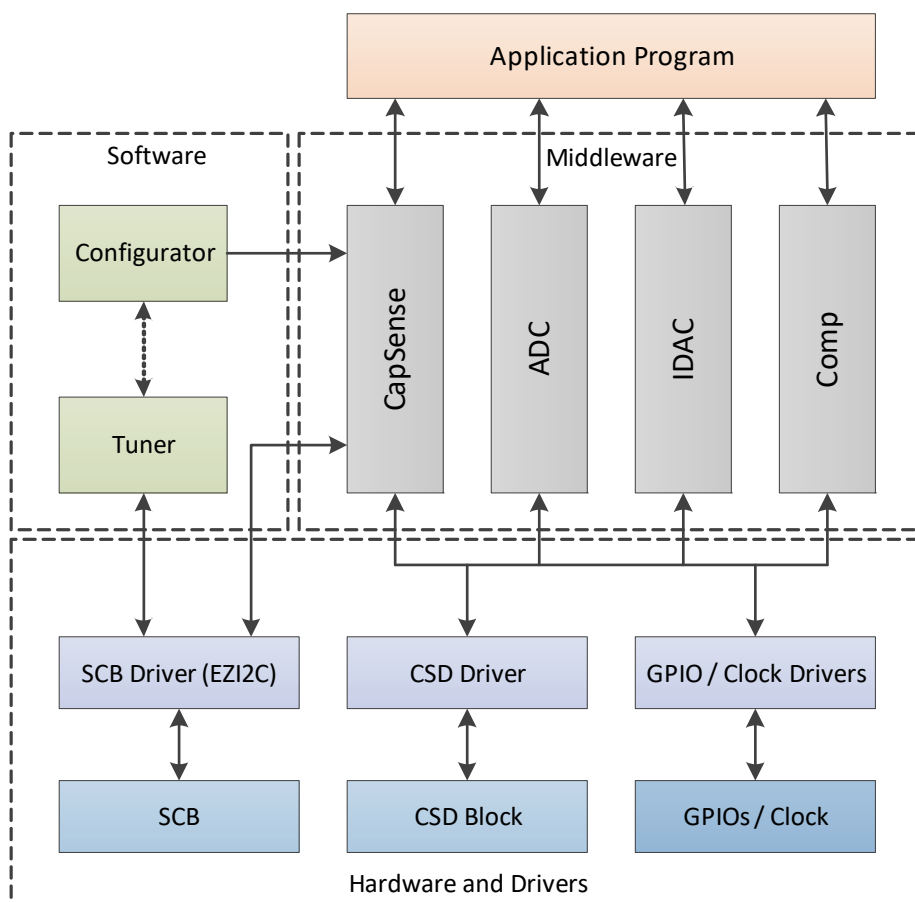 Application Program
Software
Middleware
Configurator
Tuner
CapSense
ADC
IDAC
Comp
SCB Driver (EZI2C)
CSD Driver
GPIO / Clock Drivers
SCB
CSD Block
GPIOs / Clock
Hardware and Drivers